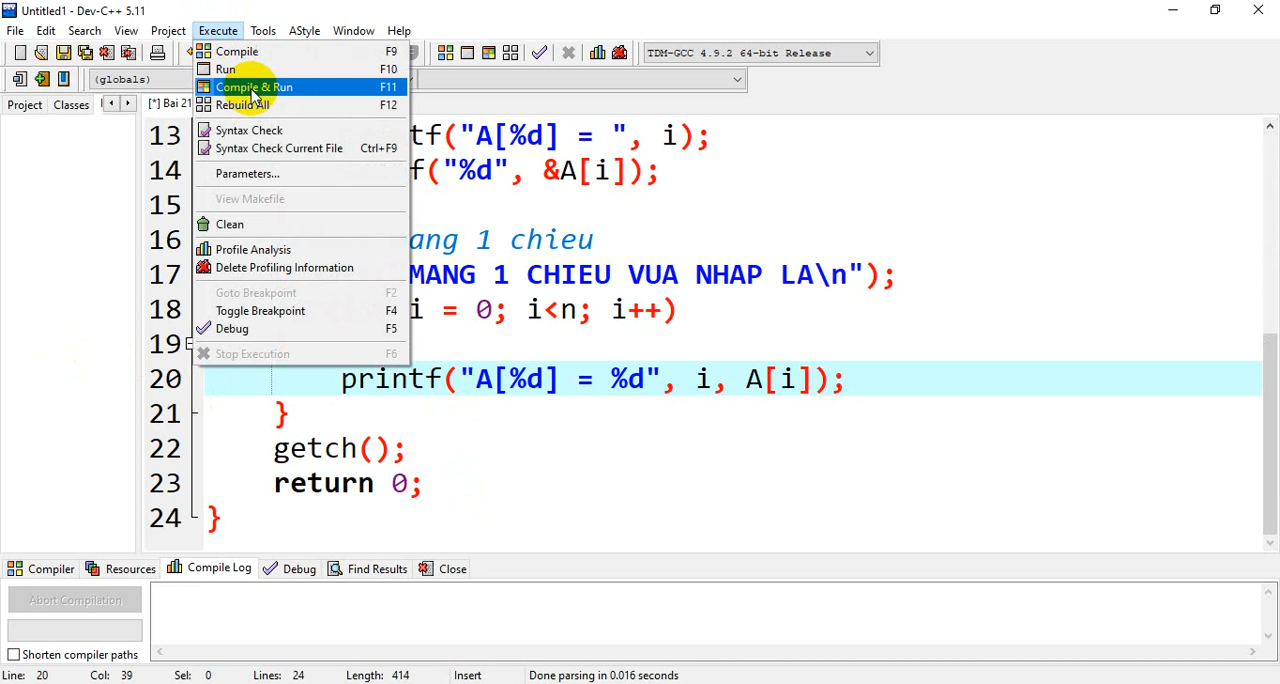 Untitled1 - Dev-C++ 5.11
File Edit Search View Project Execute Tools AStyle Window Help
TDM-GCC 4.9.2 64-bit Release
(globals)
Project Classes
[*] Bai 21
Compile F9
Run F10
Compile & Run F11
Rebuild All F12
Syntax Check
Syntax Check Current File Ctrl+F9
Parameters...
View Makefile
Clean
Profile Analysis
Delete Profiling Information
Goto Breakpoint F2
Toggle Breakpoint F4
Debug F5
Stop Execution F6
13 tf("A[%d] = ", i);
14 f("%d", &A[i]);
15
16 ang 1 chieu
17 MANG 1 CHIEU VUA NHAP LA\n");
18 i = 0; i<n; i++)
19
20 printf("A[%d] = %d", i, A[i]);
21 }
22 getch();
23 return 0;
24 }
Compiler Resources Compile Log Debug Find Results Close
Abort Compilation
Shorten compiler paths
Line: 20 Col: 39 Sel: 0 Lines: 24 Length: 414 Insert Done parsing in 0.016 seconds